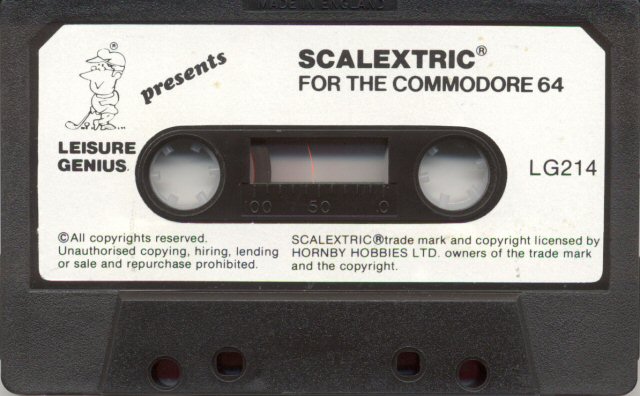 MADE IN ENGLAND
®
presents
SCALEXTRIC®
FOR THE COMMODORE 64
LEISURE
GENIUS
LG214
100 50 0
©All copyrights reserved.
Unauthorised copying, hiring, lending
or sale and repurchase prohibited.
SCALEXTRIC®trade mark and copyright licensed by
HORNBY HOBBIES LTD. owners of the trade mark
and the copyright.